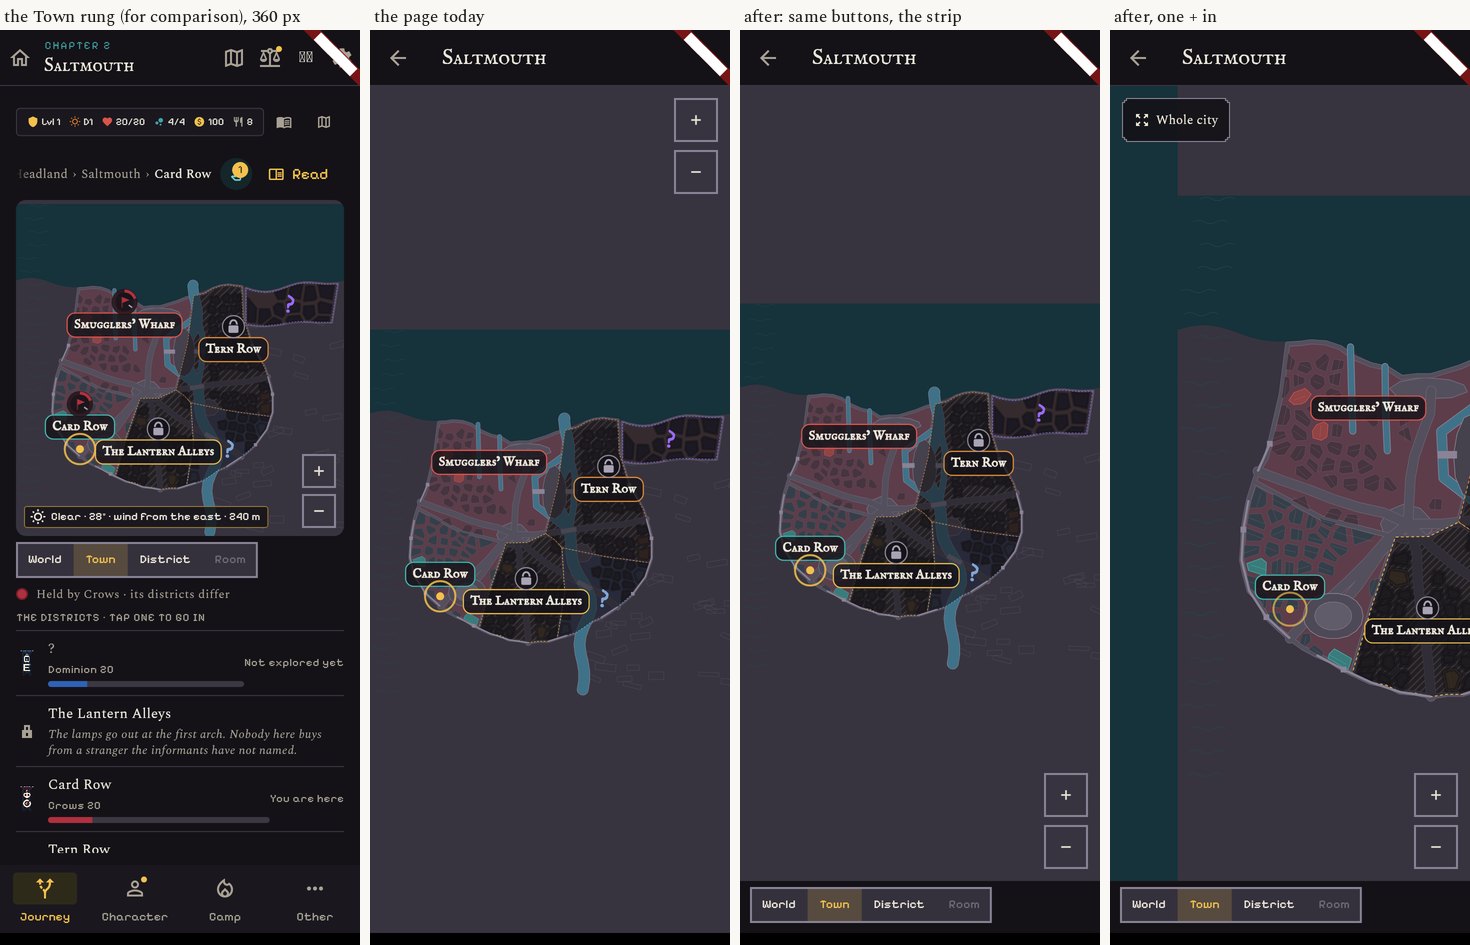 the Town rung (for comparison), 360 px
CHAPTER 2
Saltmouth
Lvl 1 D1 20/20 4/4 100 8
Headland › Saltmouth › Card Row 1 Read
?
Smugglers' Wharf
Tern Row
Card Row
The Lantern Alleys ?
+
−
Clear · 28° · wind from the east · 240 m
World Town District Room
Held by Crows · its districts differ
THE DISTRICTS · TAP ONE TO GO IN
?
Dominion 20
Not explored yet
The Lantern Alleys
The lamps go out at the first arch. Nobody here buys
from a stranger the informants have not named.
Card Row
Crows 20
You are here
Tern Row
Journey Character Camp Other
the page today
Saltmouth
+
−
?
Smugglers' Wharf
Tern Row
Card Row
The Lantern Alleys ?
after: same buttons, the strip
Saltmouth
?
Smugglers' Wharf
Tern Row
Card Row
The Lantern Alleys ?
+
−
World Town District Room
after, one + in
Saltmouth
Whole city
Smugglers' Wharf
Card Row
The Lantern Alle
+
−
World Town District Room